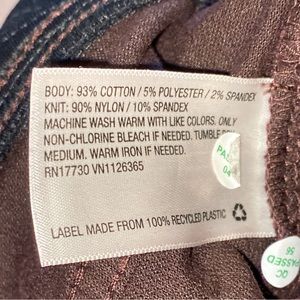 BODY: 93% COTTON / 5% POLYESTER / 2% SPANDEX
KNIT: 90% NYLON / 10% SPANDEX
MACHINE WASH WARM WITH LIKE COLORS. ONLY
NON-CHLORINE BLEACH IF NEEDED. TUMBLE DRY
MEDIUM. WARM IRON IF NEEDED.
RN17730 VN1126365
LABEL MADE FROM 100% RECYCLED PLASTIC
QC
PASSED
56